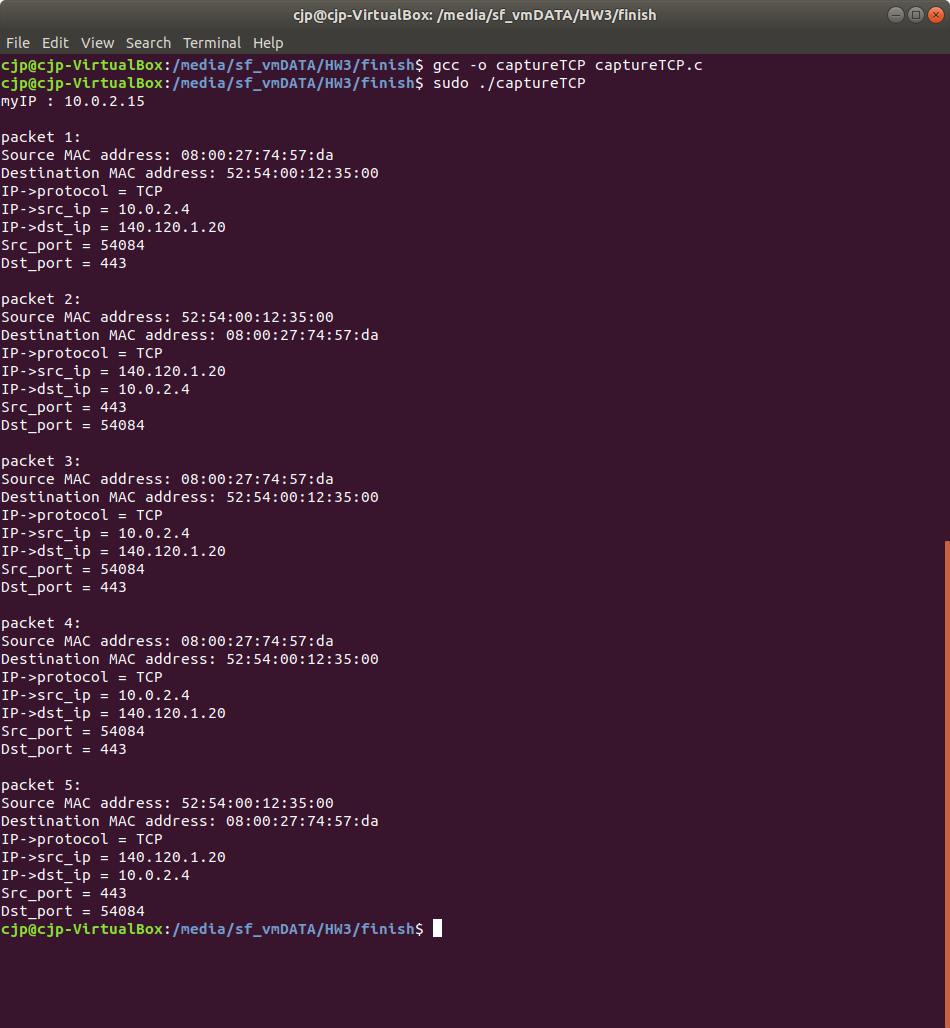 cjp@cjp-VirtualBox: /media/sf_vmDATA/HW3/finish
File Edit View Search Terminal Help
cjp@cjp-VirtualBox:/media/sf_vmDATA/HW3/finish$ gcc -o captureTCP captureTCP.c
cjp@cjp-VirtualBox:/media/sf_vmDATA/HW3/finish$ sudo ./captureTCP
myIP : 10.0.2.15

packet 1:
Source MAC address: 08:00:27:74:57:da
Destination MAC address: 52:54:00:12:35:00
IP->protocol = TCP
IP->src_ip = 10.0.2.4
IP->dst_ip = 140.120.1.20
Src_port = 54084
Dst_port = 443

packet 2:
Source MAC address: 52:54:00:12:35:00
Destination MAC address: 08:00:27:74:57:da
IP->protocol = TCP
IP->src_ip = 140.120.1.20
IP->dst_ip = 10.0.2.4
Src_port = 443
Dst_port = 54084

packet 3:
Source MAC address: 08:00:27:74:57:da
Destination MAC address: 52:54:00:12:35:00
IP->protocol = TCP
IP->src_ip = 10.0.2.4
IP->dst_ip = 140.120.1.20
Src_port = 54084
Dst_port = 443

packet 4:
Source MAC address: 08:00:27:74:57:da
Destination MAC address: 52:54:00:12:35:00
IP->protocol = TCP
IP->src_ip = 10.0.2.4
IP->dst_ip = 140.120.1.20
Src_port = 54084
Dst_port = 443

packet 5:
Source MAC address: 52:54:00:12:35:00
Destination MAC address: 08:00:27:74:57:da
IP->protocol = TCP
IP->src_ip = 140.120.1.20
IP->dst_ip = 10.0.2.4
Src_port = 443
Dst_port = 54084
cjp@cjp-VirtualBox:/media/sf_vmDATA/HW3/finish$